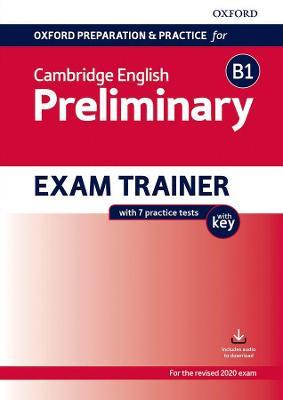 OXFORD
OXFORD PREPARATION & PRACTICE for
B1
Cambridge English
Preliminary
EXAM TRAINER
with 7 practice tests
with
key
includes audio
to download
For the revised 2020 exam